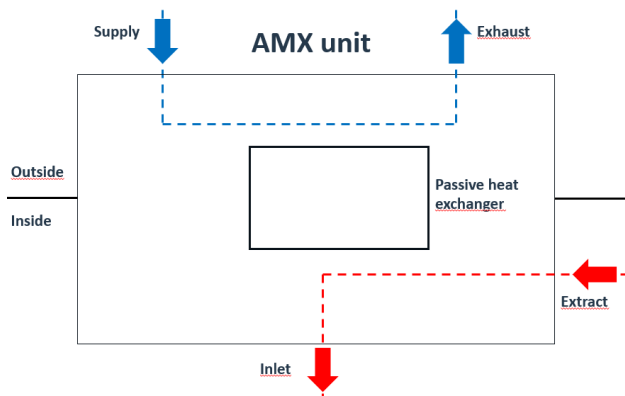 Supply
AMX unit
Exhaust
Outside
Passive heat
exchanger
Inside
Extract
Inlet